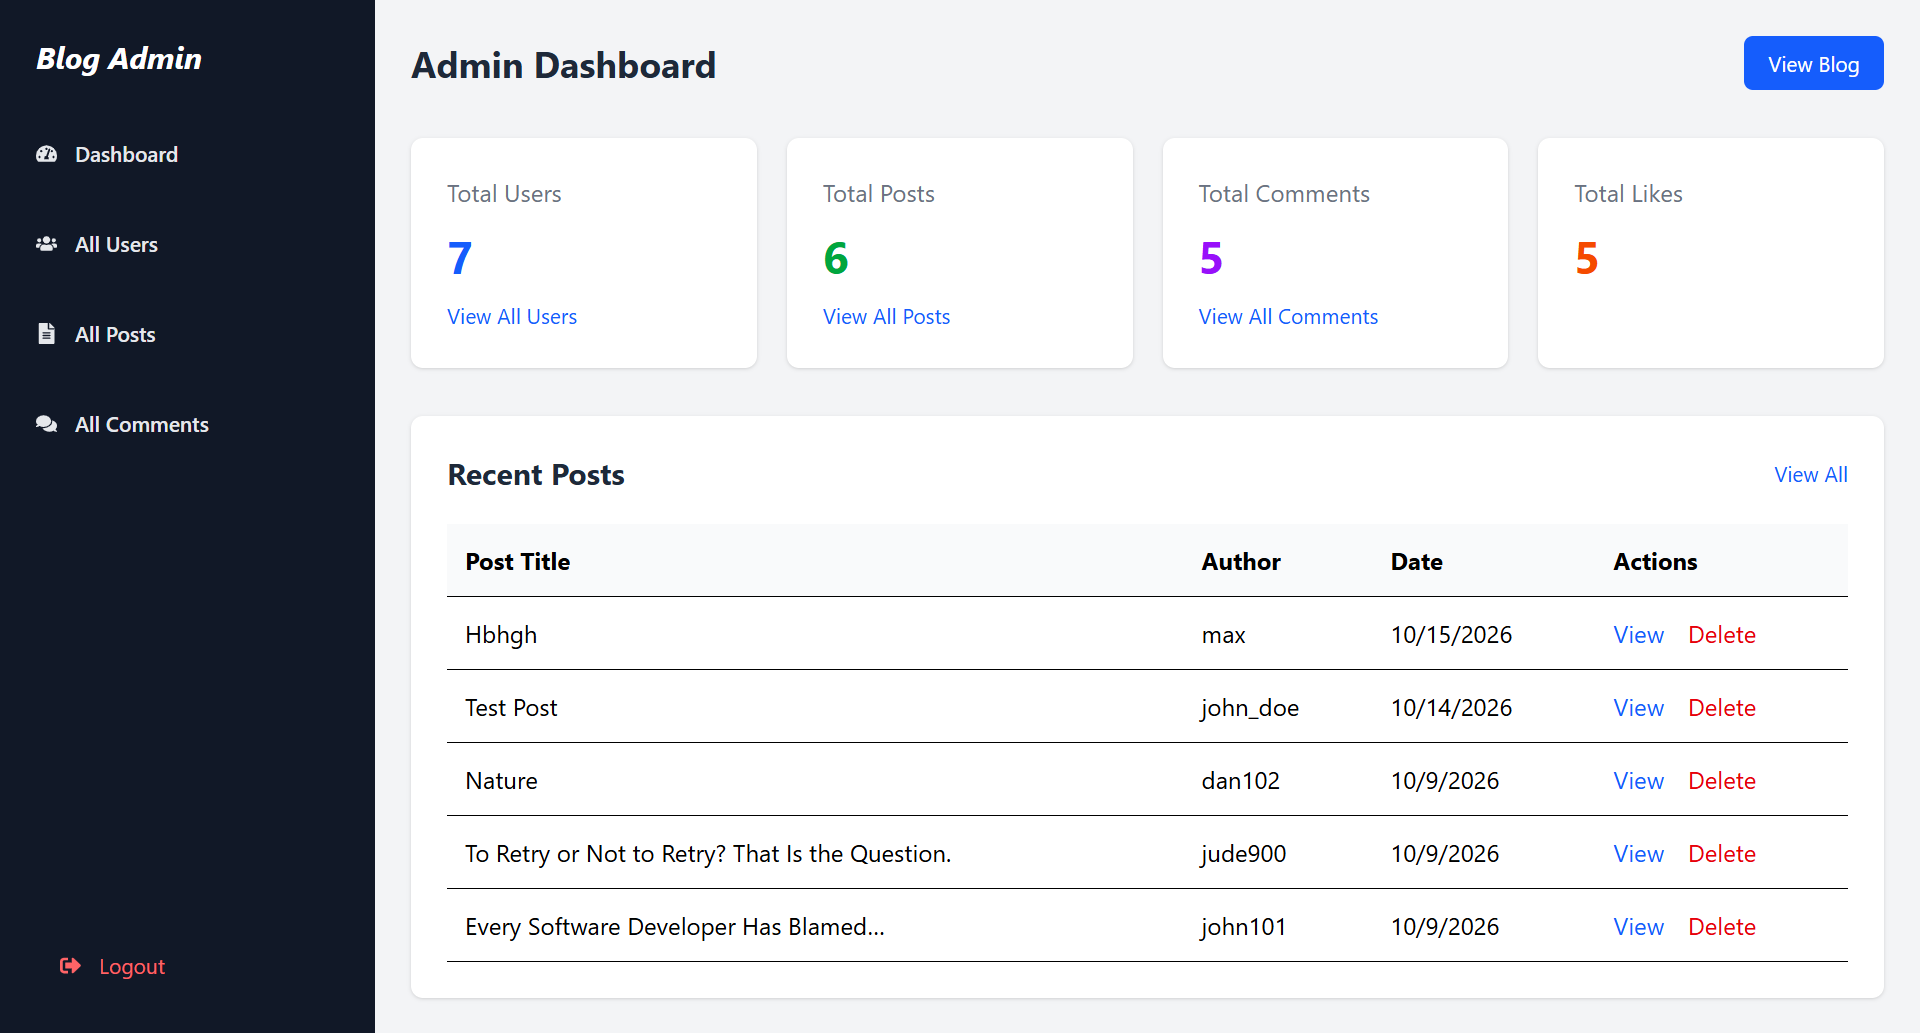 Blog Admin
Dashboard
All Users
All Posts
All Comments
Logout
Admin Dashboard
View Blog
Total Users
7
View All Users
Total Posts
6
View All Posts
Total Comments
5
View All Comments
Total Likes
5
Recent Posts
View All
Post Title Author Date Actions
Hbhgh max 10/15/2026 View Delete
Test Post john_doe 10/14/2026 View Delete
Nature dan102 10/9/2026 View Delete
To Retry or Not to Retry? That Is the Question. jude900 10/9/2026 View Delete
Every Software Developer Has Blamed... john101 10/9/2026 View Delete